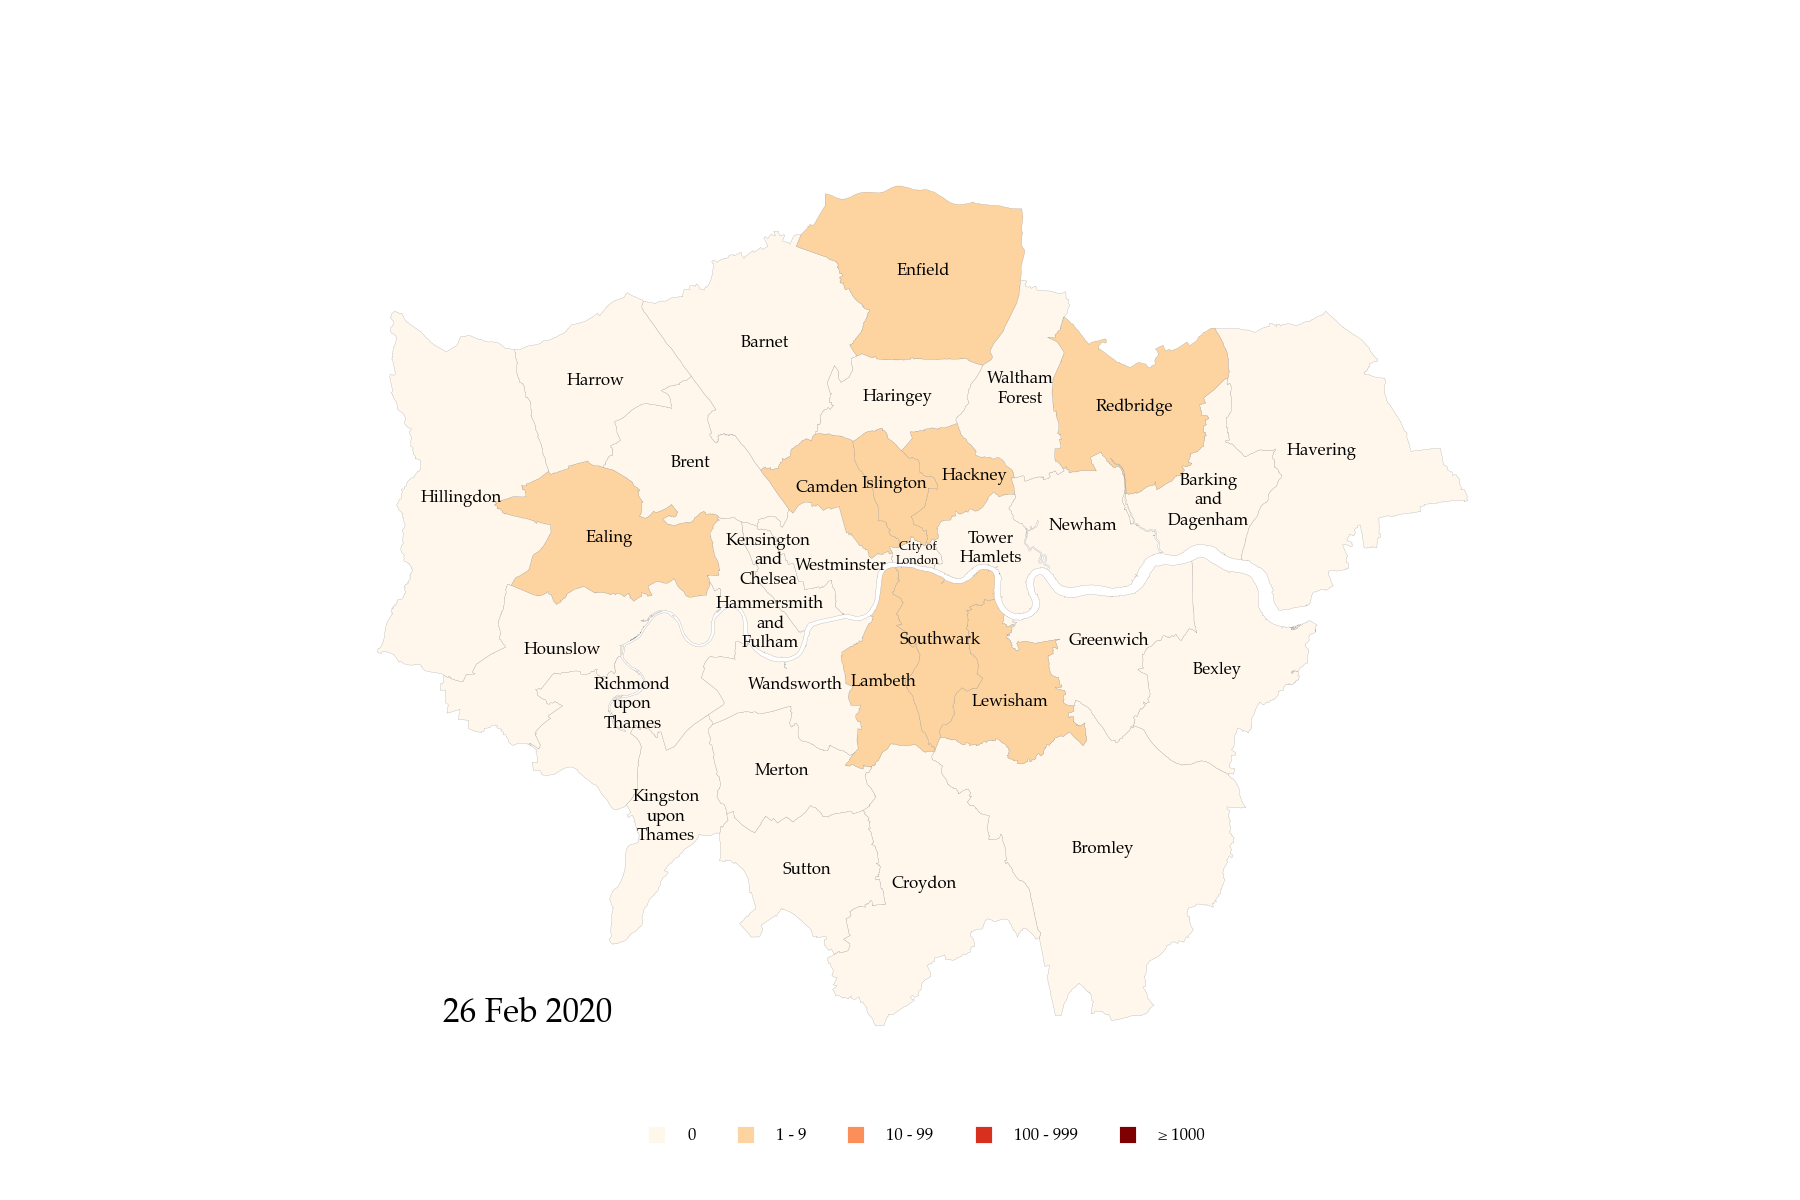 Enfield
Barnet
Harrow
Haringey
Waltham
Forest
Redbridge
Havering
Brent
Hillingdon
Camden
Islington
Hackney
Barking
and
Dagenham
Newham
Ealing
Kensington
and
Chelsea
Westminster
City of
London
Tower
Hamlets
Hammersmith
and
Fulham
Hounslow
Southwark
Greenwich
Bexley
Richmond
upon
Thames
Wandsworth
Lambeth
Lewisham
Merton
Kingston
upon
Thames
Sutton
Croydon
Bromley
26 Feb 2020
0 1 - 9 10 - 99 100 - 999 ≥ 1000